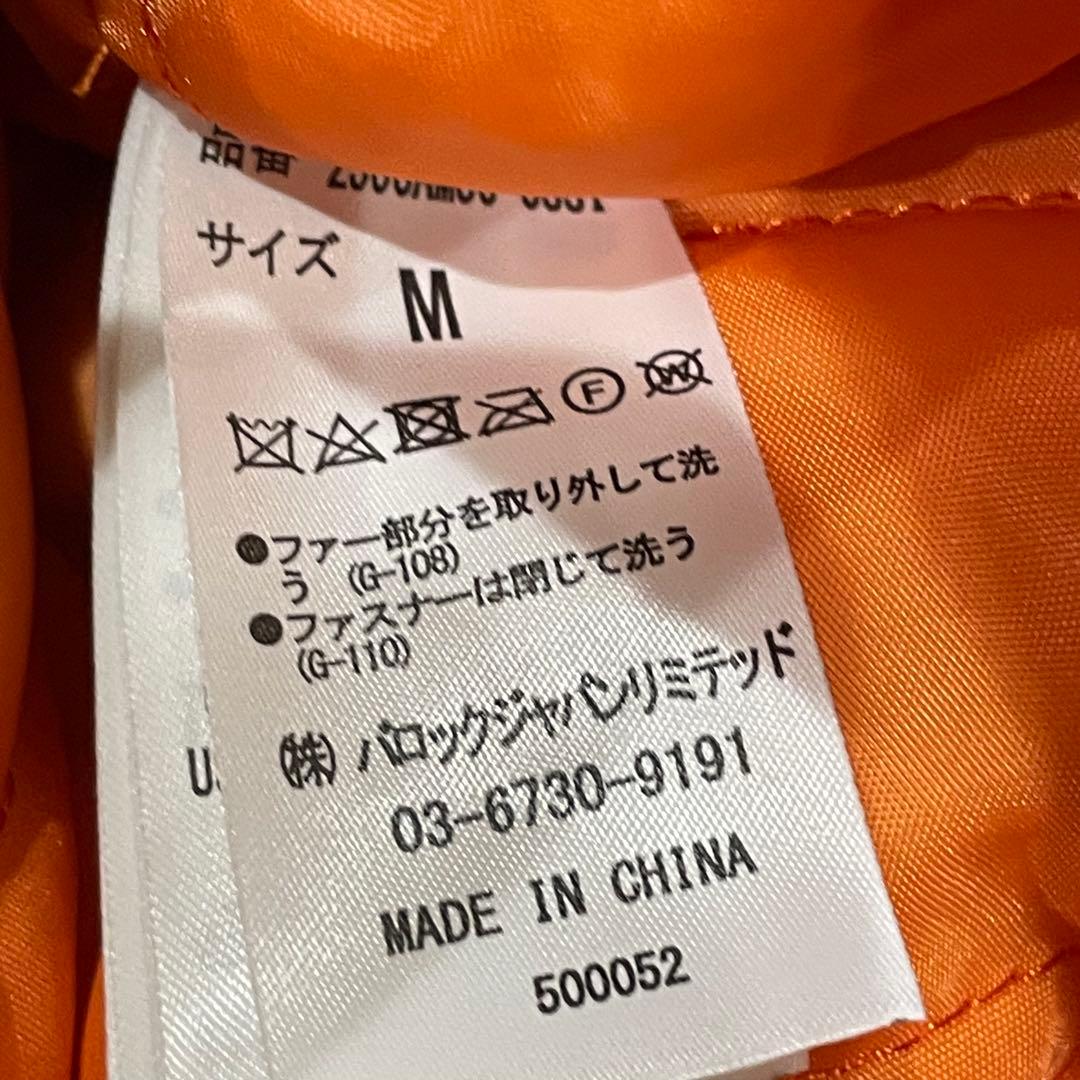 品番
サイズ
M
F W
●ファー部分を取り外して洗
う (G-108)
●ファスナーは閉じて洗う
(G-110)
㈱バロックジャパンリミテッド
03-6730-9191
MADE IN CHINA
500052